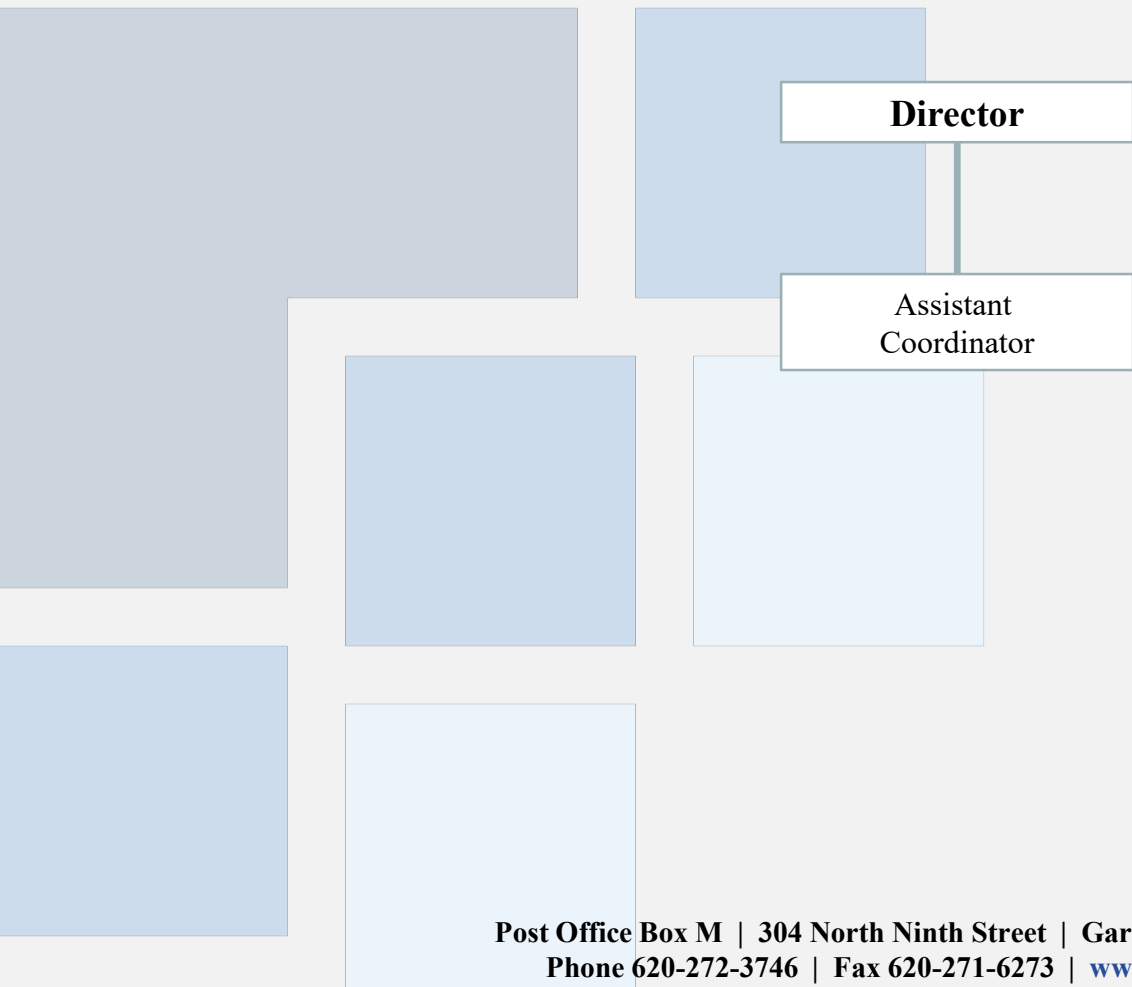 Director
Assistant
Coordinator
Post Office Box M | 304 North Ninth Street | Gar
Phone 620-272-3746 | Fax 620-271-6273 | ww